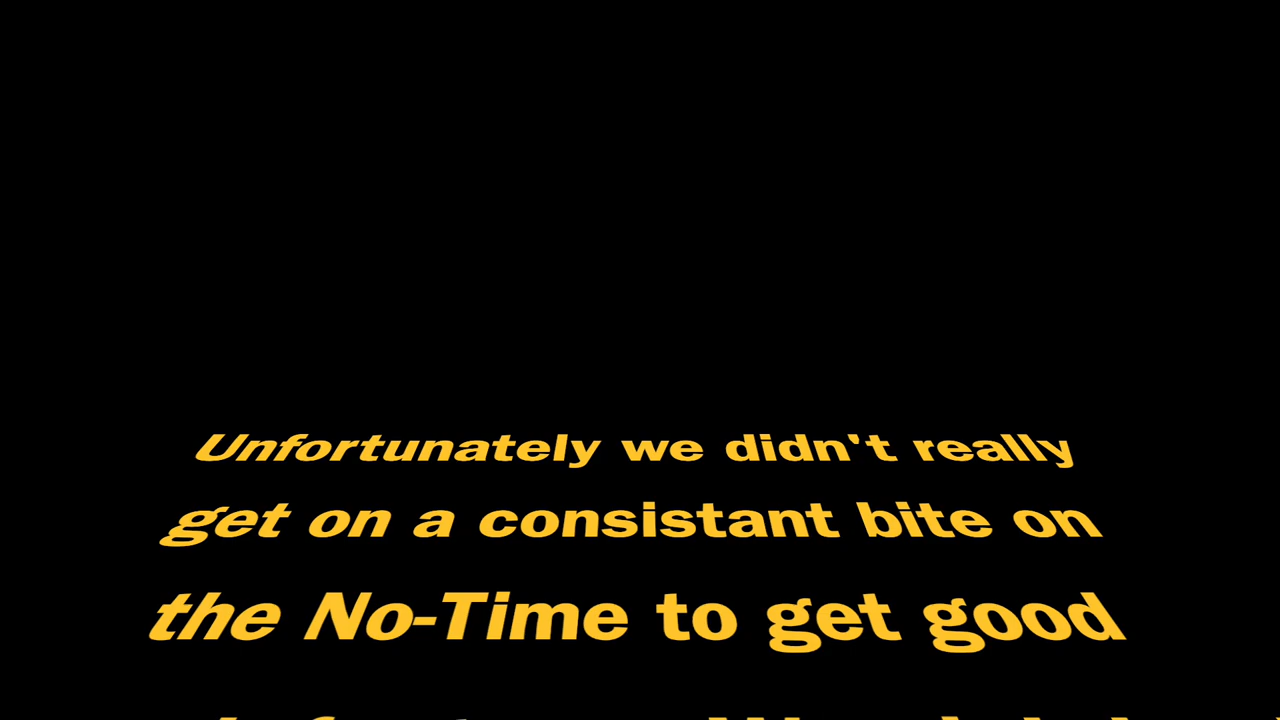 Unfortunately we didn't really
get on a consistant bite on
the No-Time to get good